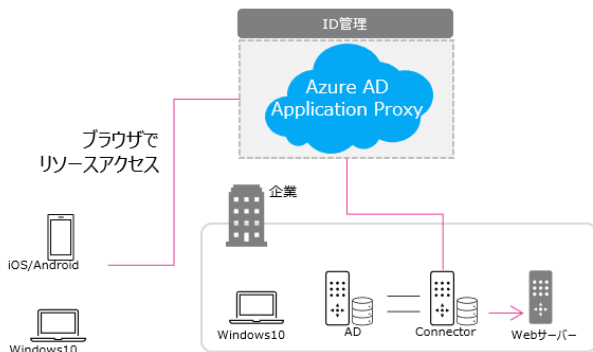 ID管理
Azure AD
Application Proxy
ブラウザで
リソースアクセス
企業
iOS/Android
Windows10
Windows10
AD
Connector
Webサーバー